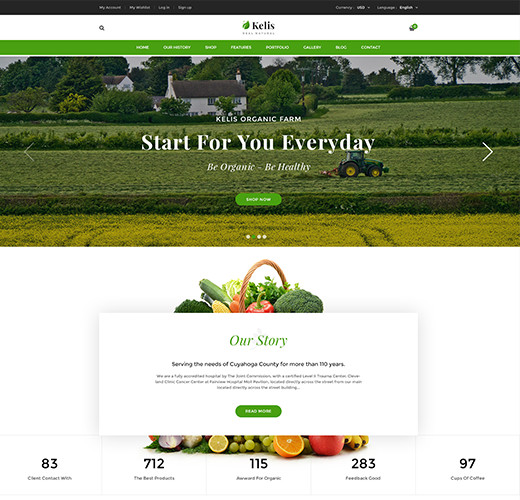 My Account My Wishlist Log In Sign up Currency : USD Language : English
Kelis
REAL NATURAL
0
HOME OUR HISTORY SHOP FEATURES PORTFOLIO GALLERY BLOG CONTACT
KELIS ORGANIC FARM
Start For You Everyday
Be Organic - Be Healthy
SHOP NOW
Our Story
Serving the needs of Cuyahoga County for more than 110 years.
We are a fully accredited hospital by The Joint Commission, with a certified Level II Trauma Center, Cleve-
land Clinic Cancer Center at Fairview Hospital Moll Pavilion, located directly across the street from our main
located directly across the street building...
READ MORE
83 712 115 283 97
Client Contact With The Best Products Awward For Organic Feedback Good Cups Of Coffee